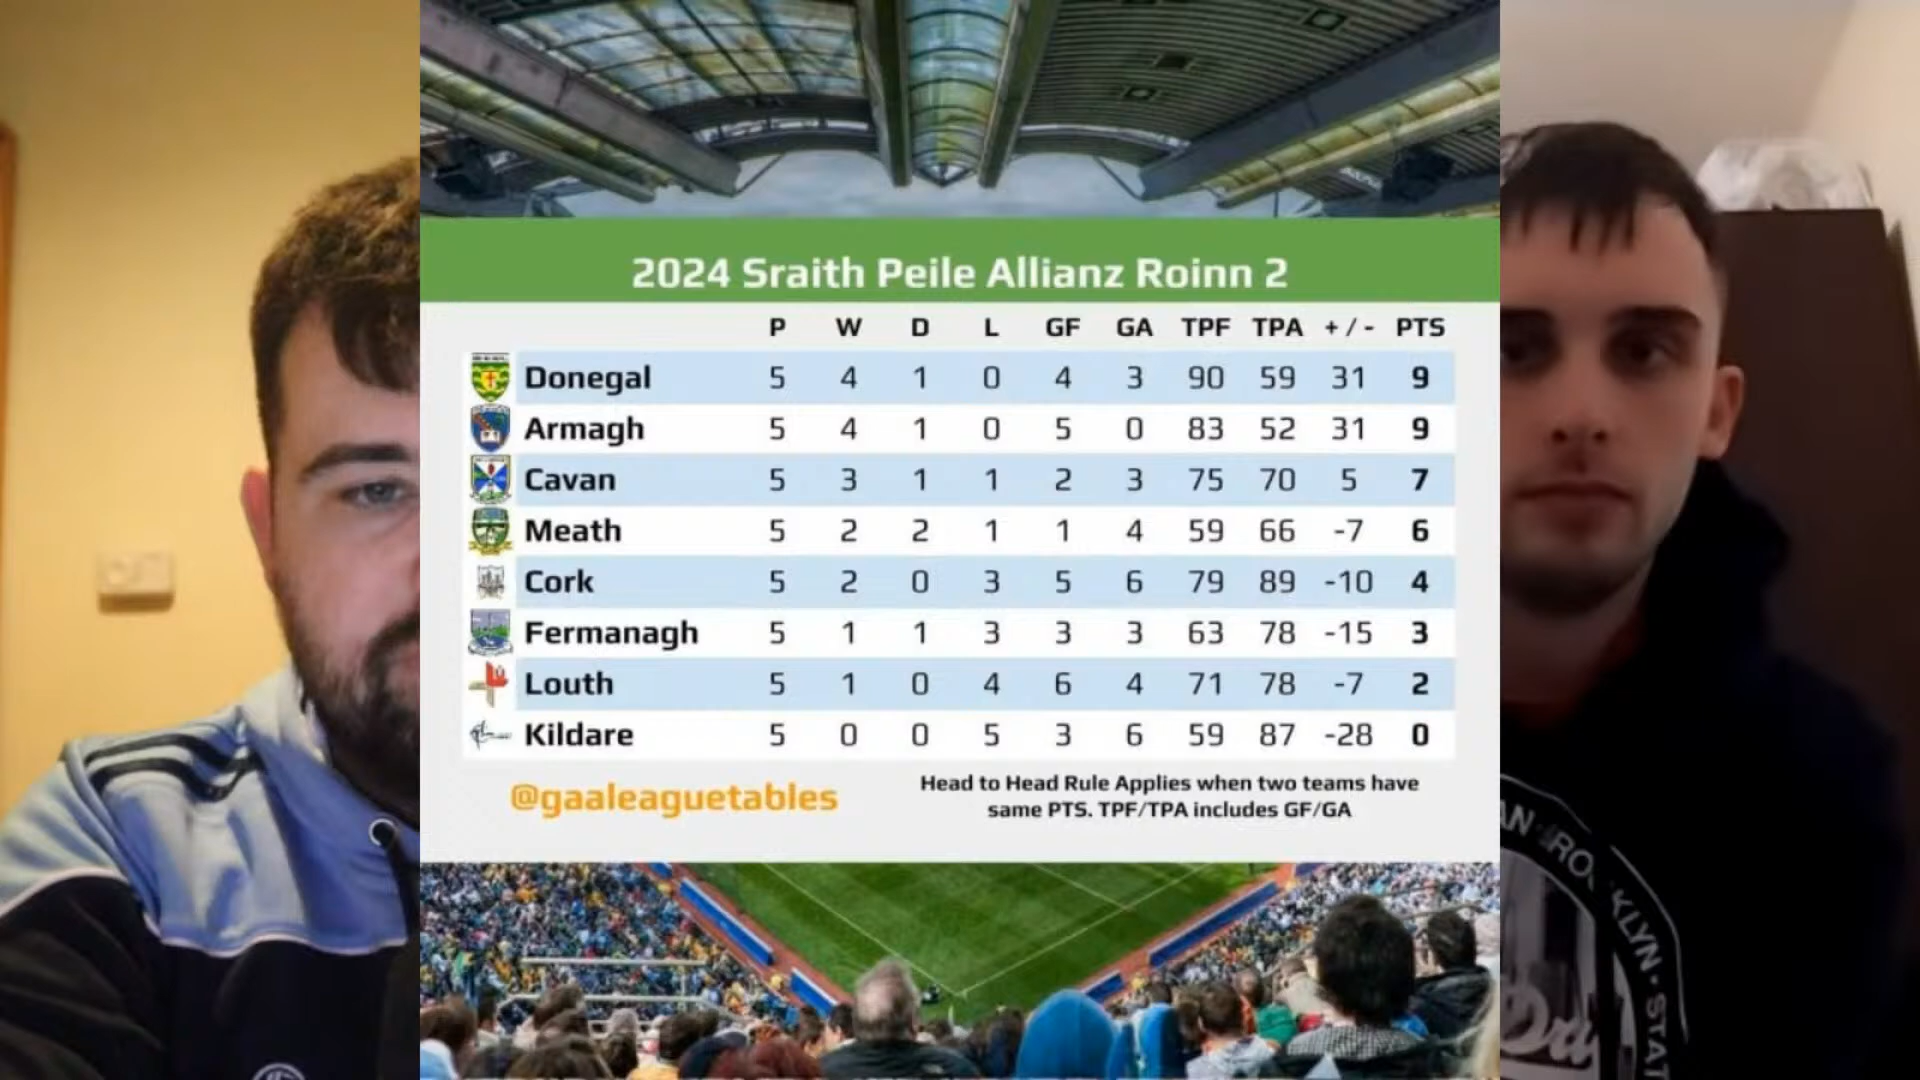 2024 Sraith Peile Allianz Roinn 2
P W D L GF GA TPF TPA + / - PTS
Donegal 5 4 1 0 4 3 90 59 31 9
Armagh 5 4 1 0 5 0 83 52 31 9
Cavan 5 3 1 1 2 3 75 70 5 7
Meath 5 2 2 1 1 4 59 66 -7 6
Cork 5 2 0 3 5 6 79 89 -10 4
Fermanagh 5 1 1 3 3 3 63 78 -15 3
Louth 5 1 0 4 6 4 71 78 -7 2
Kildare 5 0 0 5 3 6 59 87 -28 0
@gaaleaguetables
Head to Head Rule Applies when two teams have
same PTS. TPF/TPA includes GF/GA